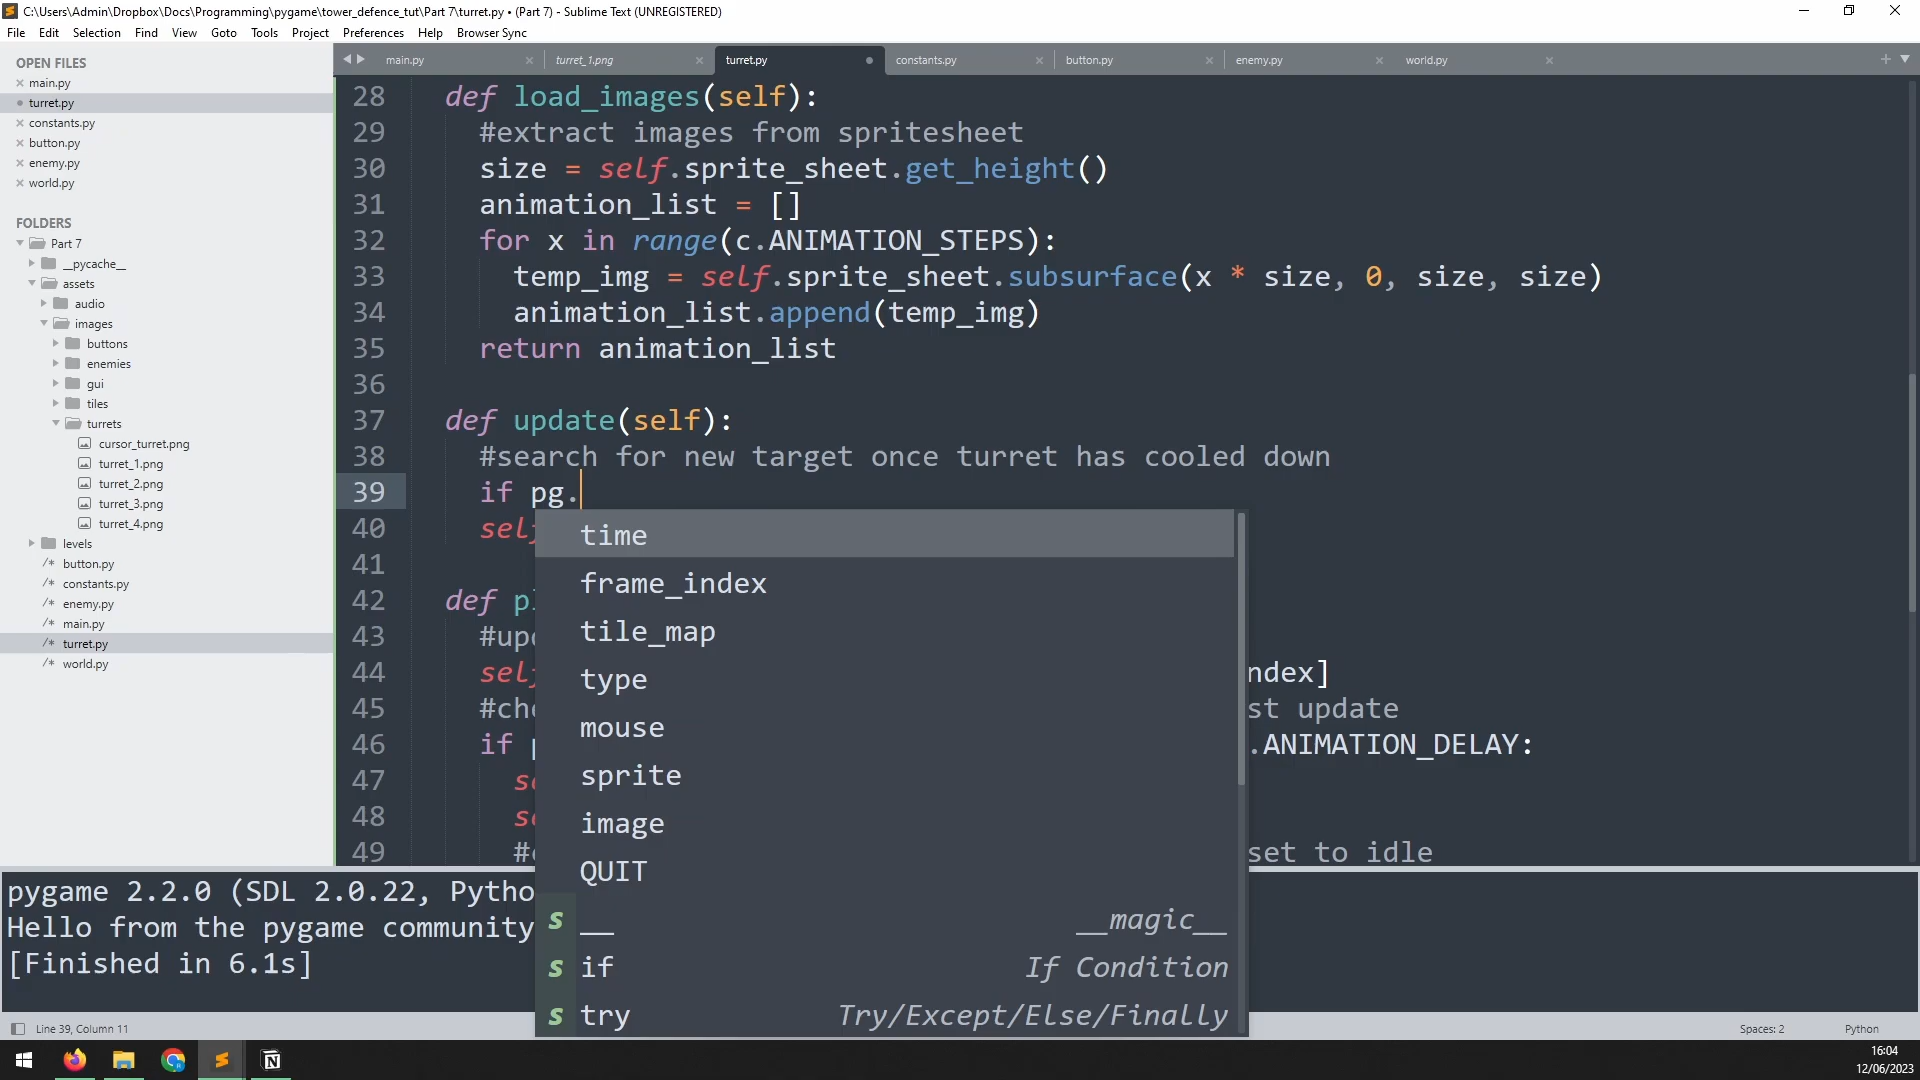 C:\Users\Admin\Dropbox\Docs\Programming\pygame\tower_defence_tut\Part 7\turret.py • (Part 7) - Sublime Text (UNREGISTERED)
File Edit Selection Find View Goto Tools Project Preferences Help Browser Sync
OPEN FILES
main.py
turret.py
constants.py
button.py
enemy.py
world.py
FOLDERS
Part 7
__pycache__
assets
audio
images
buttons
enemies
gui
tiles
turrets
cursor_turret.png
turret_1.png
turret_2.png
turret_3.png
turret_4.png
levels
/* button.py
/* constants.py
/* enemy.py
/* main.py
/* turret.py
/* world.py
main.py turret_1.png turret.py constants.py button.py enemy.py world.py
28 def load_images(self):
29 #extract images from spritesheet
30 size = self.sprite_sheet.get_height()
31 animation_list = []
32 for x in range(c.ANIMATION_STEPS):
33 temp_img = self.sprite_sheet.subsurface(x * size, 0, size, size)
34 animation_list.append(temp_img)
35 return animation_list
36
37 def update(self):
38 #search for new target once turret has cooled down
39 if pg.
40 self
41
42 def pl
43 #upd ndex]
44 self
45 #che st update
46 if p .ANIMATION_DELAY:
47 se
48 se
49 #c set to idle
time
frame_index
tile_map
type
mouse
sprite
image
QUIT
s __ __magic__
s if If Condition
s try Try/Except/Else/Finally
pygame 2.2.0 (SDL 2.0.22, Pytho
Hello from the pygame community
[Finished in 6.1s]
Line 39, Column 11 Spaces: 2 Python
16:04
12/06/2023